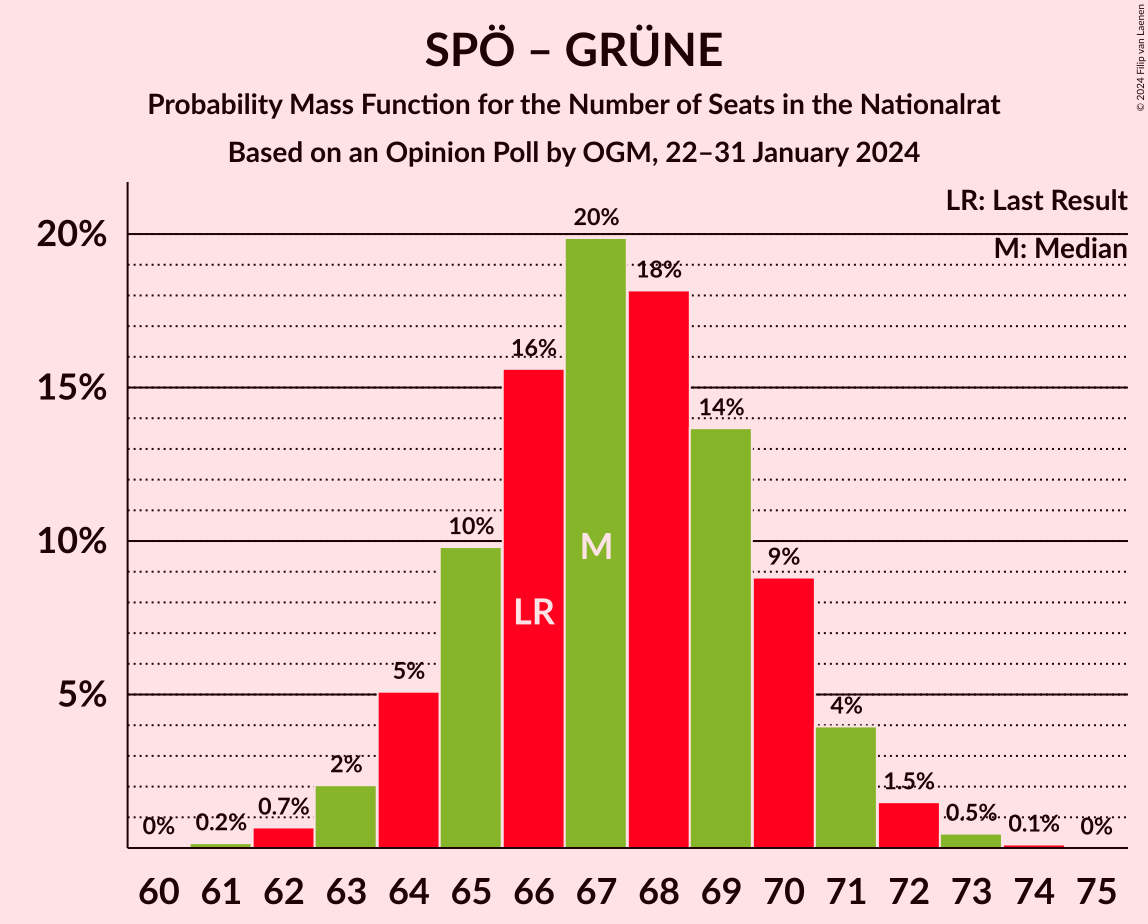 SPÖ – GRÜNE
Probability Mass Function for the Number of Seats in the Nationalrat
Based on an Opinion Poll by OGM, 22–31 January 2024
© 2024 Filip van Laenen
LR: Last Result
M: Median
20%
15%
10%
5%
0%
0.2%
0.7%
2%
5%
10%
16%
20%
18%
14%
9%
4%
1.5%
0.5%
0.1%
0%
LR
M
60 61 62 63 64 65 66 67 68 69 70 71 72 73 74 75